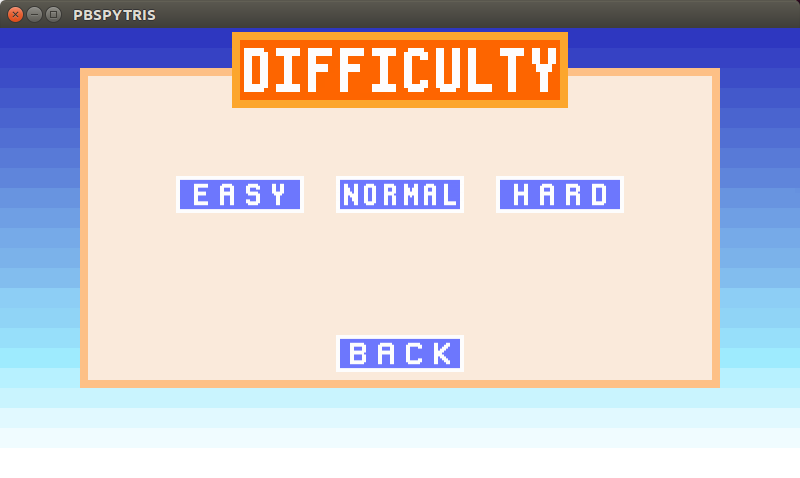 PBSPYTRIS
DIFFICULTY
EASY NORMAL HARD
BACK